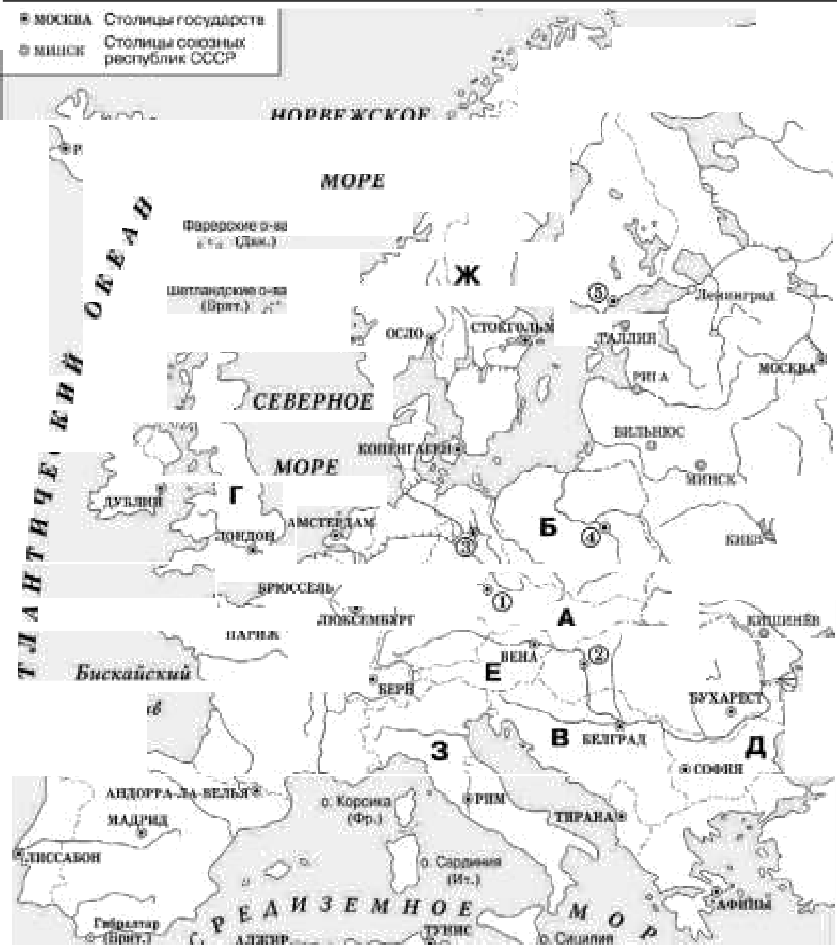 МОСКВА Столицы государств
МИНСК Столицы союзных
республик СССР
НОРВЕЖСКОЕ
МОРЕ
АТЛАНТИЧЕСКИЙ ОКЕАН
Фарерские о-ва
(Дан.)
Шетландские о-ва
(Брит.)
Ж
5
Ленинград
ОСЛО
СТОКГОЛЬМ
ТАЛЛИН
МОСКВА
РИГА
СЕВЕРНОЕ
МОРЕ
КОПЕНГАГЕН
ВИЛЬНЮС
МИНСК
ДУБЛИН
Г
ЛОНДОН
АМСТЕРДАМ
3
Б
4
КИЕВ
БРЮССЕЛЬ
1
А
ЛЮКСЕМБУРГ
КИШИНЁВ
ПАРИЖ
ВЕНА
2
Бискайский
Е
БЕРН
БУХАРЕСТ
З
В
БЕЛГРАД
Д
СОФИЯ
АНДОРРА-ЛА-ВЕЛЬЯ
о. Корсика
(Фр.)
РИМ
ТИРАНА
МАДРИД
ЛИССАБОН
о. Сардиния
(Ит.)
АФИНЫ
СРЕДИЗЕМНОЕ МОР
Гибралтар
(Брит.)
АЛЖИР
ТУНИС
о. Сицилия